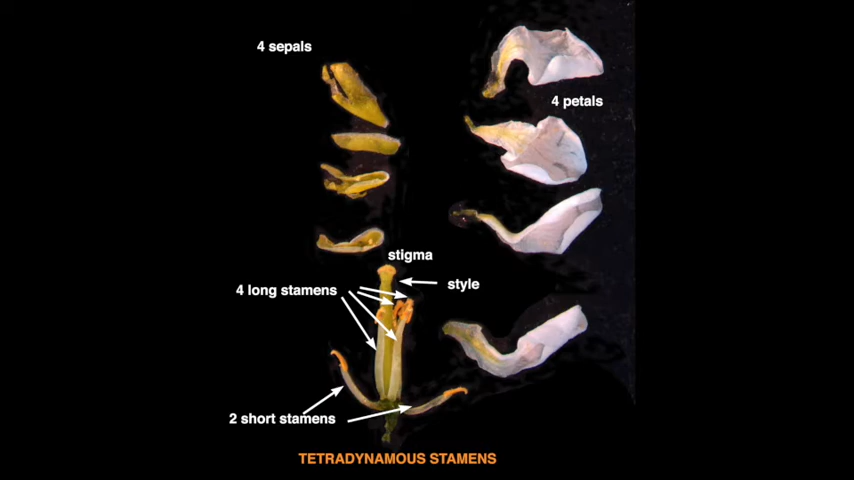 4 sepals
4 petals
stigma
style
4 long stamens
2 short stamens
TETRADYNAMOUS STAMENS